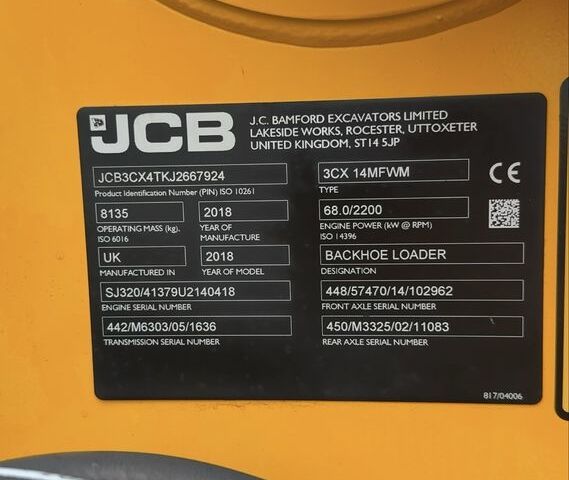 JCB
J.C. BAMFORD EXCAVATORS LIMITED
LAKESIDE WORKS, ROCESTER, UTTOXETER
UNITED KINGDOM, ST14 5JP
JCB3CX4TKJ2667924
Product Identification Number (PIN) ISO 10261
3CX 14MFWM
TYPE
CE
8135
OPERATING MASS (kg).
ISO 6016
2018
YEAR OF
MANUFACTURE
68.0/2200
ENGINE POWER (kW @ RPM)
ISO 14396
UK
MANUFACTURED IN
2018
YEAR OF MODEL
BACKHOE LOADER
DESIGNATION
SJ320/41379U2140418
ENGINE SERIAL NUMBER
448/57470/14/102962
FRONT AXLE SERIAL NUMBER
442/M6303/05/1636
TRANSMISSION SERIAL NUMBER
450/M3325/02/11083
REAR AXLE SERIAL NUMBER
817/04006